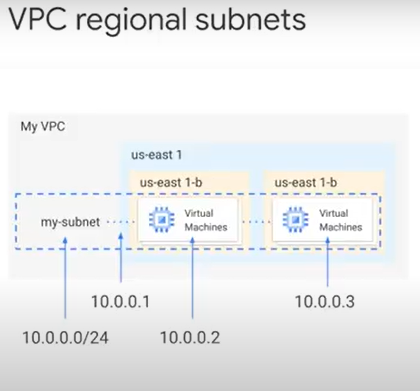 VPC regional subnets
My VPC
us-east 1
us-east 1-b
us-east 1-b
my-subnet
Virtual
Machines
Virtual
Machines
10.0.0.1
10.0.0.3
10.0.0.0/24
10.0.0.2